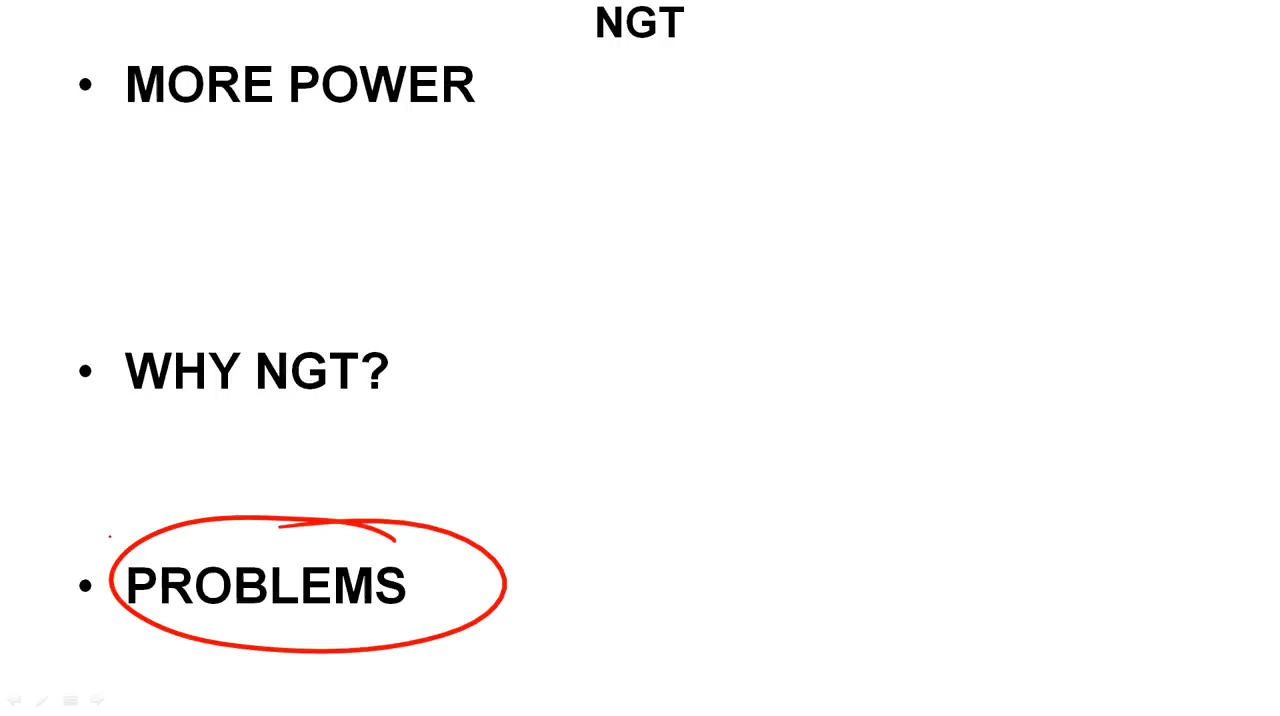 NGT
• MORE POWER
• WHY NGT?
• PROBLEMS